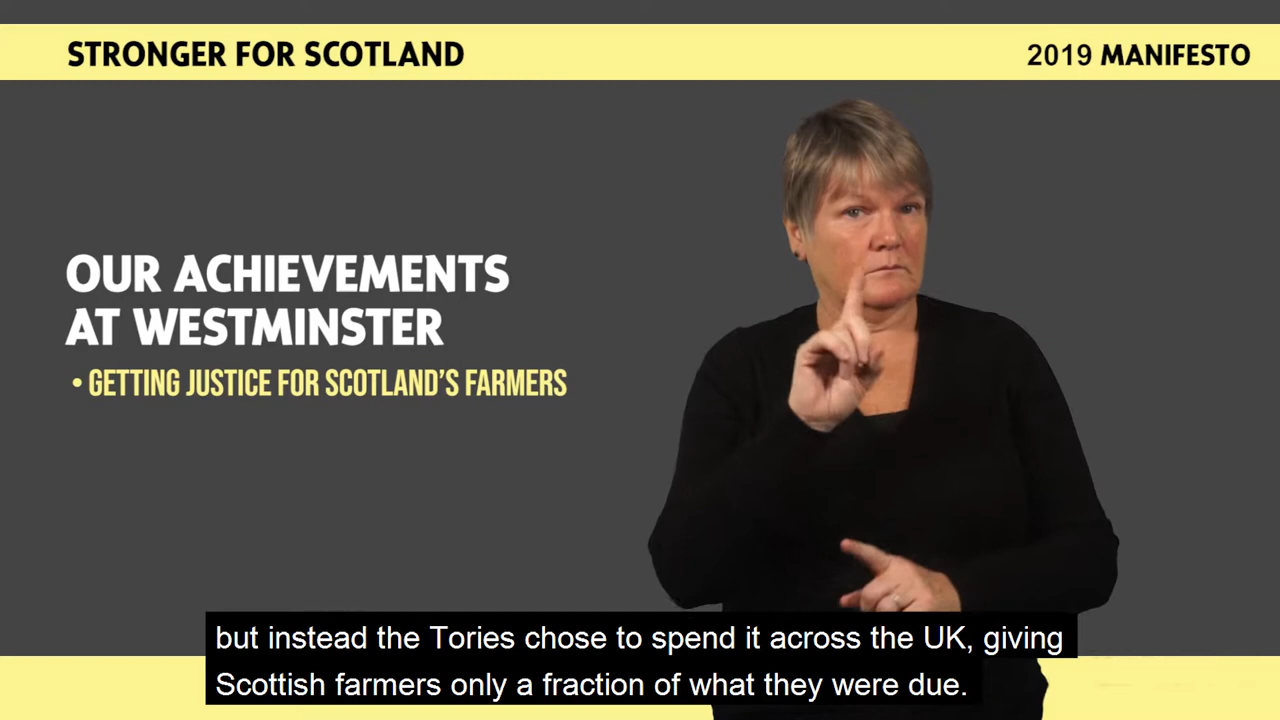 STRONGER FOR SCOTLAND
2019 MANIFESTO
OUR ACHIEVEMENTS
AT WESTMINSTER
• GETTING JUSTICE FOR SCOTLAND'S FARMERS
but instead the Tories chose to spend it across the UK, giving
Scottish farmers only a fraction of what they were due.